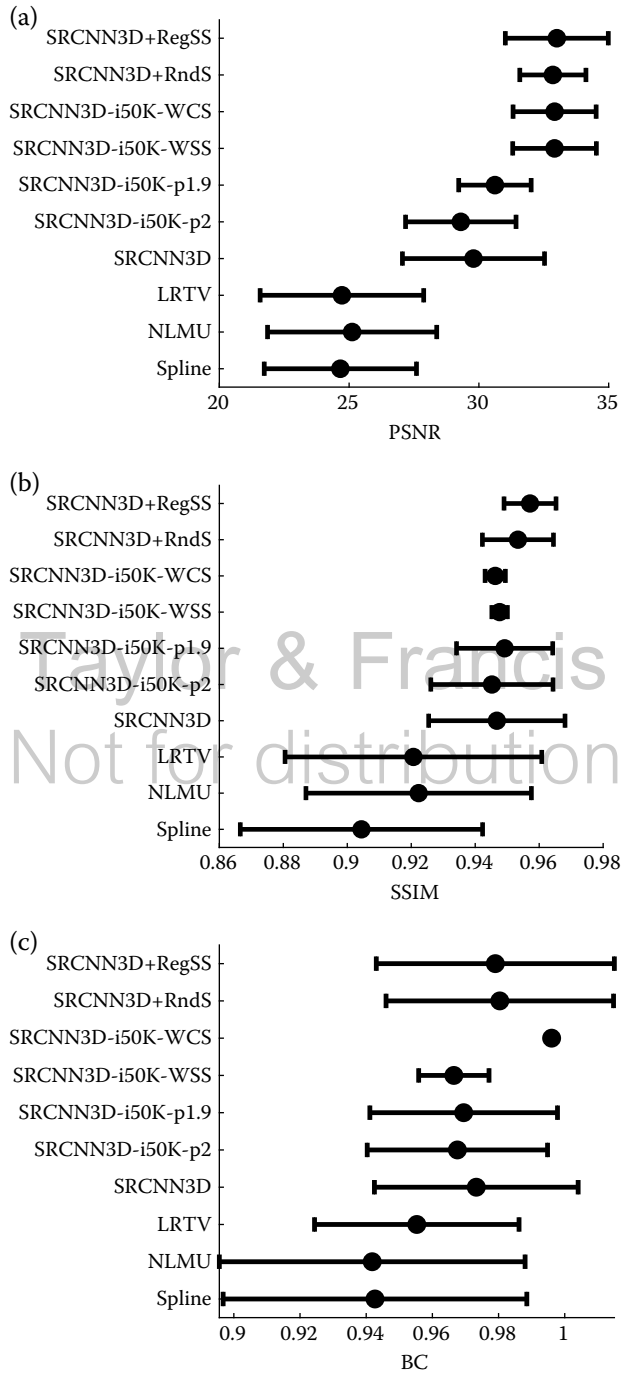 (a)
SRCNN3D+RegSS
SRCNN3D+RndS
SRCNN3D-i50K-WCS
SRCNN3D-i50K-WSS
SRCNN3D-i50K-p1.9
SRCNN3D-i50K-p2
SRCNN3D
LRTV
NLMU
Spline
20 25 30 35
PSNR
(b)
SRCNN3D+RegSS
SRCNN3D+RndS
SRCNN3D-i50K-WCS
SRCNN3D-i50K-WSS
SRCNN3D-i50K-p1.9
Taylor & Francis
SRCNN3D-i50K-p2
SRCNN3D
Not for distribution
LRTV
NLMU
Spline
0.86 0.88 0.9 0.92 0.94 0.96 0.98
SSIM
(c)
SRCNN3D+RegSS
SRCNN3D+RndS
SRCNN3D-i50K-WCS
SRCNN3D-i50K-WSS
SRCNN3D-i50K-p1.9
SRCNN3D-i50K-p2
SRCNN3D
LRTV
NLMU
Spline
0.9 0.92 0.94 0.96 0.98 1
BC